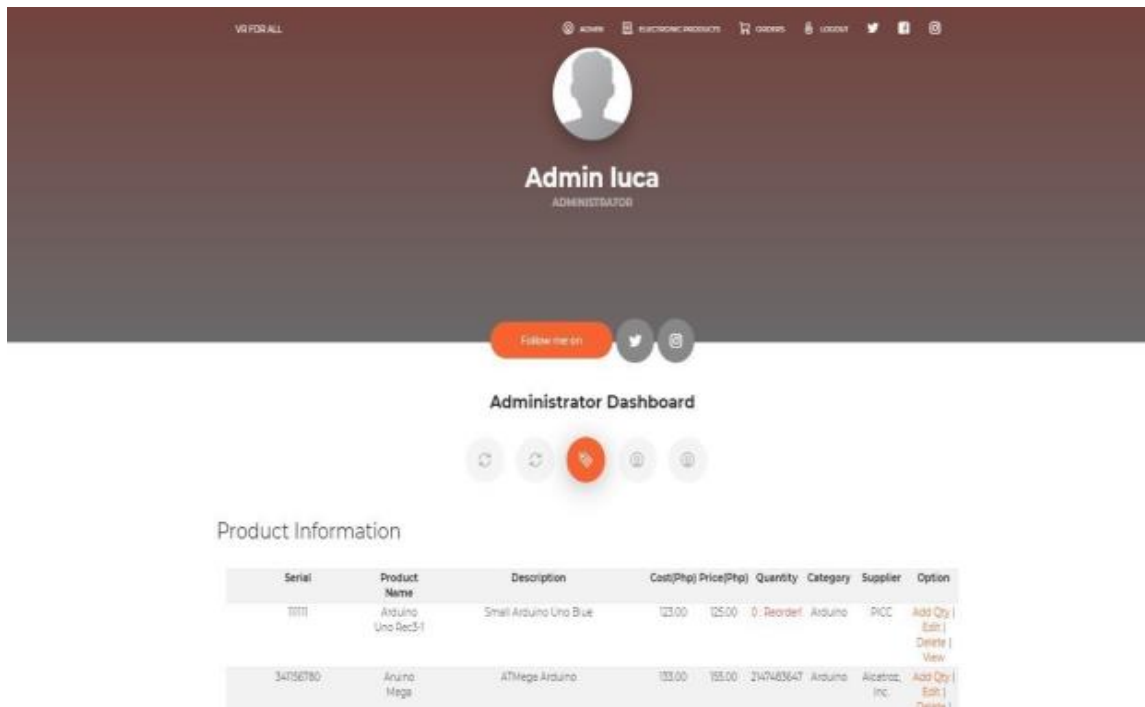 VR FOR ALL ADMIN ELECTRONIC PRODUCTS ORDERS LOGOUT
Admin luca
ADMINISTRATOR
Follow me on
Administrator Dashboard
Product Information
Serial Product Name Description Cost(Php) Price(Php) Quantity Category Supplier Option
Arduino Uno Rec3-1 Small Arduino Uno Blue 123.00 125.00 0 : Reorder! Arduino PICC Add Qty | Edit | Delete | View
341156780 Aruino Mega ATMega Arduino 133.00 155.00 2147483647 Arduino Alcatroz, Inc. Add Qty | Edit | Delete |